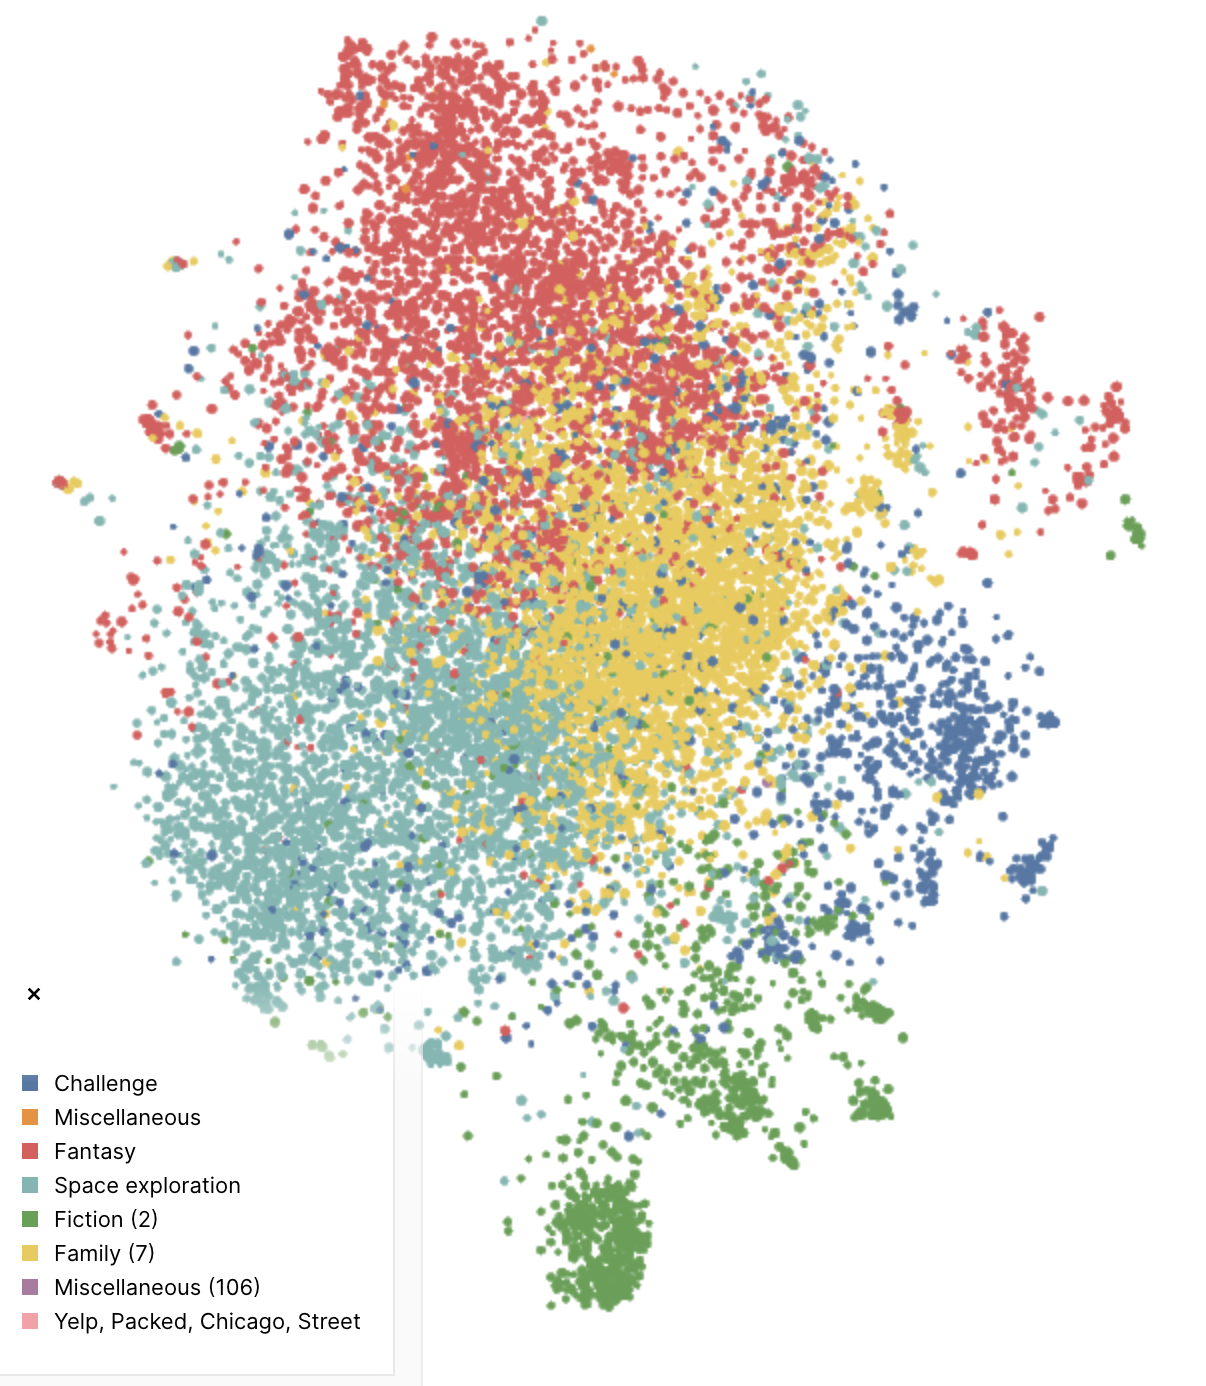 ×
Challenge
Miscellaneous
Fantasy
Space exploration
Fiction (2)
Family (7)
Miscellaneous (106)
Yelp, Packed, Chicago, Street